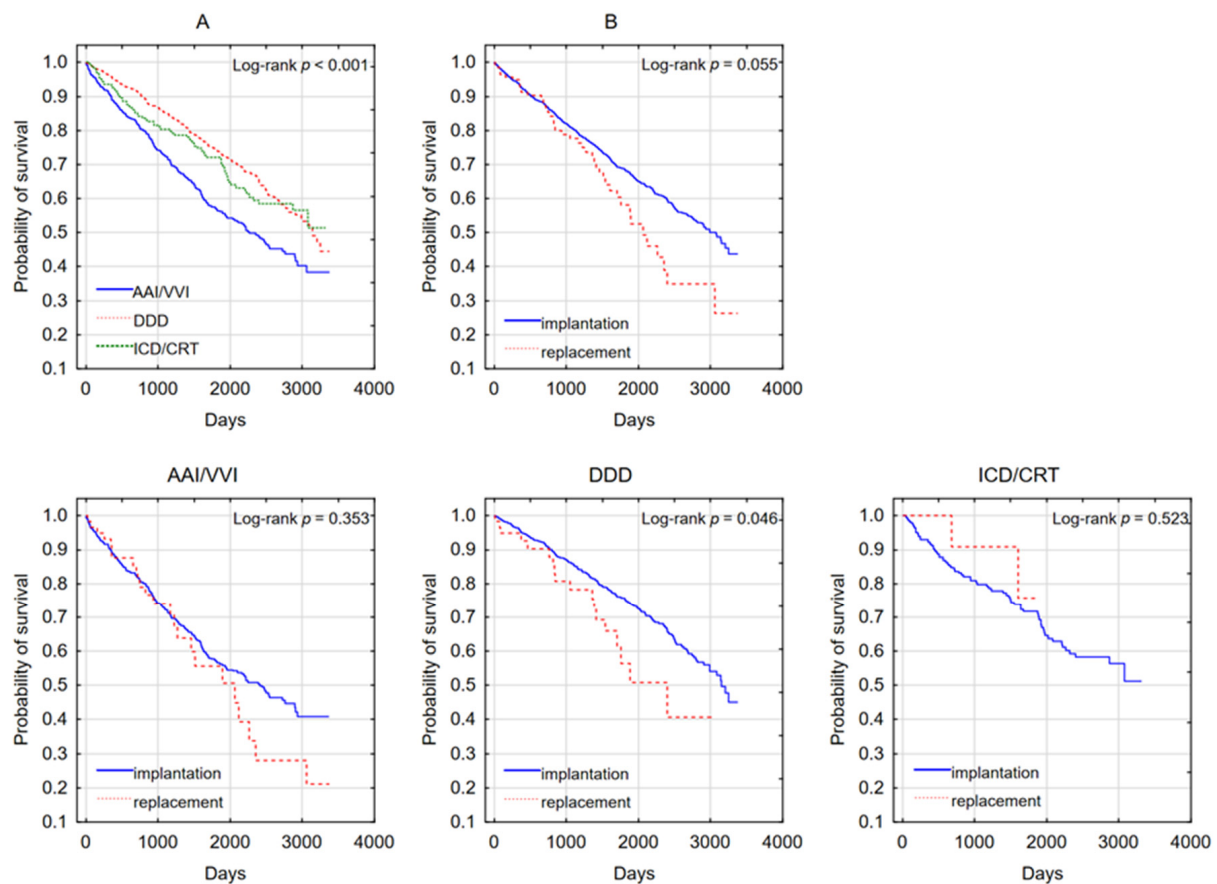 A
Log-rank p < 0.001
1.0
0.9
0.8
0.7
0.6
0.5
0.4
0.3
0.2
0.1
Probability of survival
AAI/VVI
DDD
ICD/CRT
0 1000 2000 3000 4000
Days
B
Log-rank p = 0.055
1.0
0.9
0.8
0.7
0.6
0.5
0.4
0.3
0.2
0.1
Probability of survival
implantation
replacement
0 1000 2000 3000 4000
Days
AAI/VVI
Log-rank p = 0.353
1.0
0.9
0.8
0.7
0.6
0.5
0.4
0.3
0.2
0.1
Probability of survival
implantation
replacement
0 1000 2000 3000 4000
Days
DDD
Log-rank p = 0.046
1.0
0.9
0.8
0.7
0.6
0.5
0.4
0.3
0.2
0.1
Probability of survival
implantation
replacement
0 1000 2000 3000 4000
Days
ICD/CRT
Log-rank p = 0.523
1.0
0.9
0.8
0.7
0.6
0.5
0.4
0.3
0.2
0.1
Probability of survival
implantation
replacement
0 1000 2000 3000 4000
Days